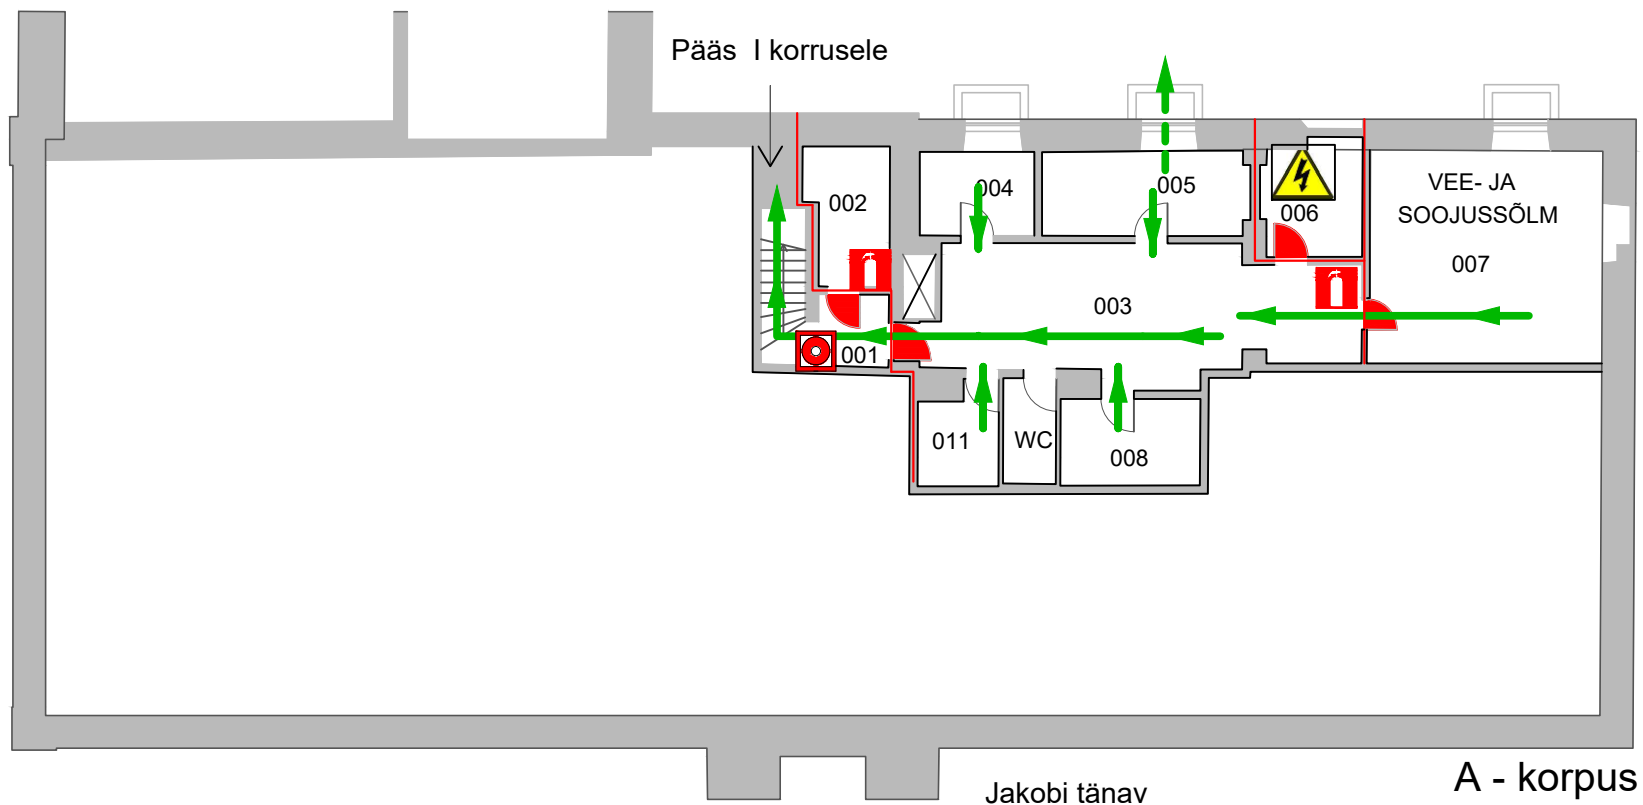 Pääs I korrusele
002
004
005
006
VEE- JA
SOOJUSSÕLM
007
003
001
011
WC
008
A - korpus
Jakobi tänav